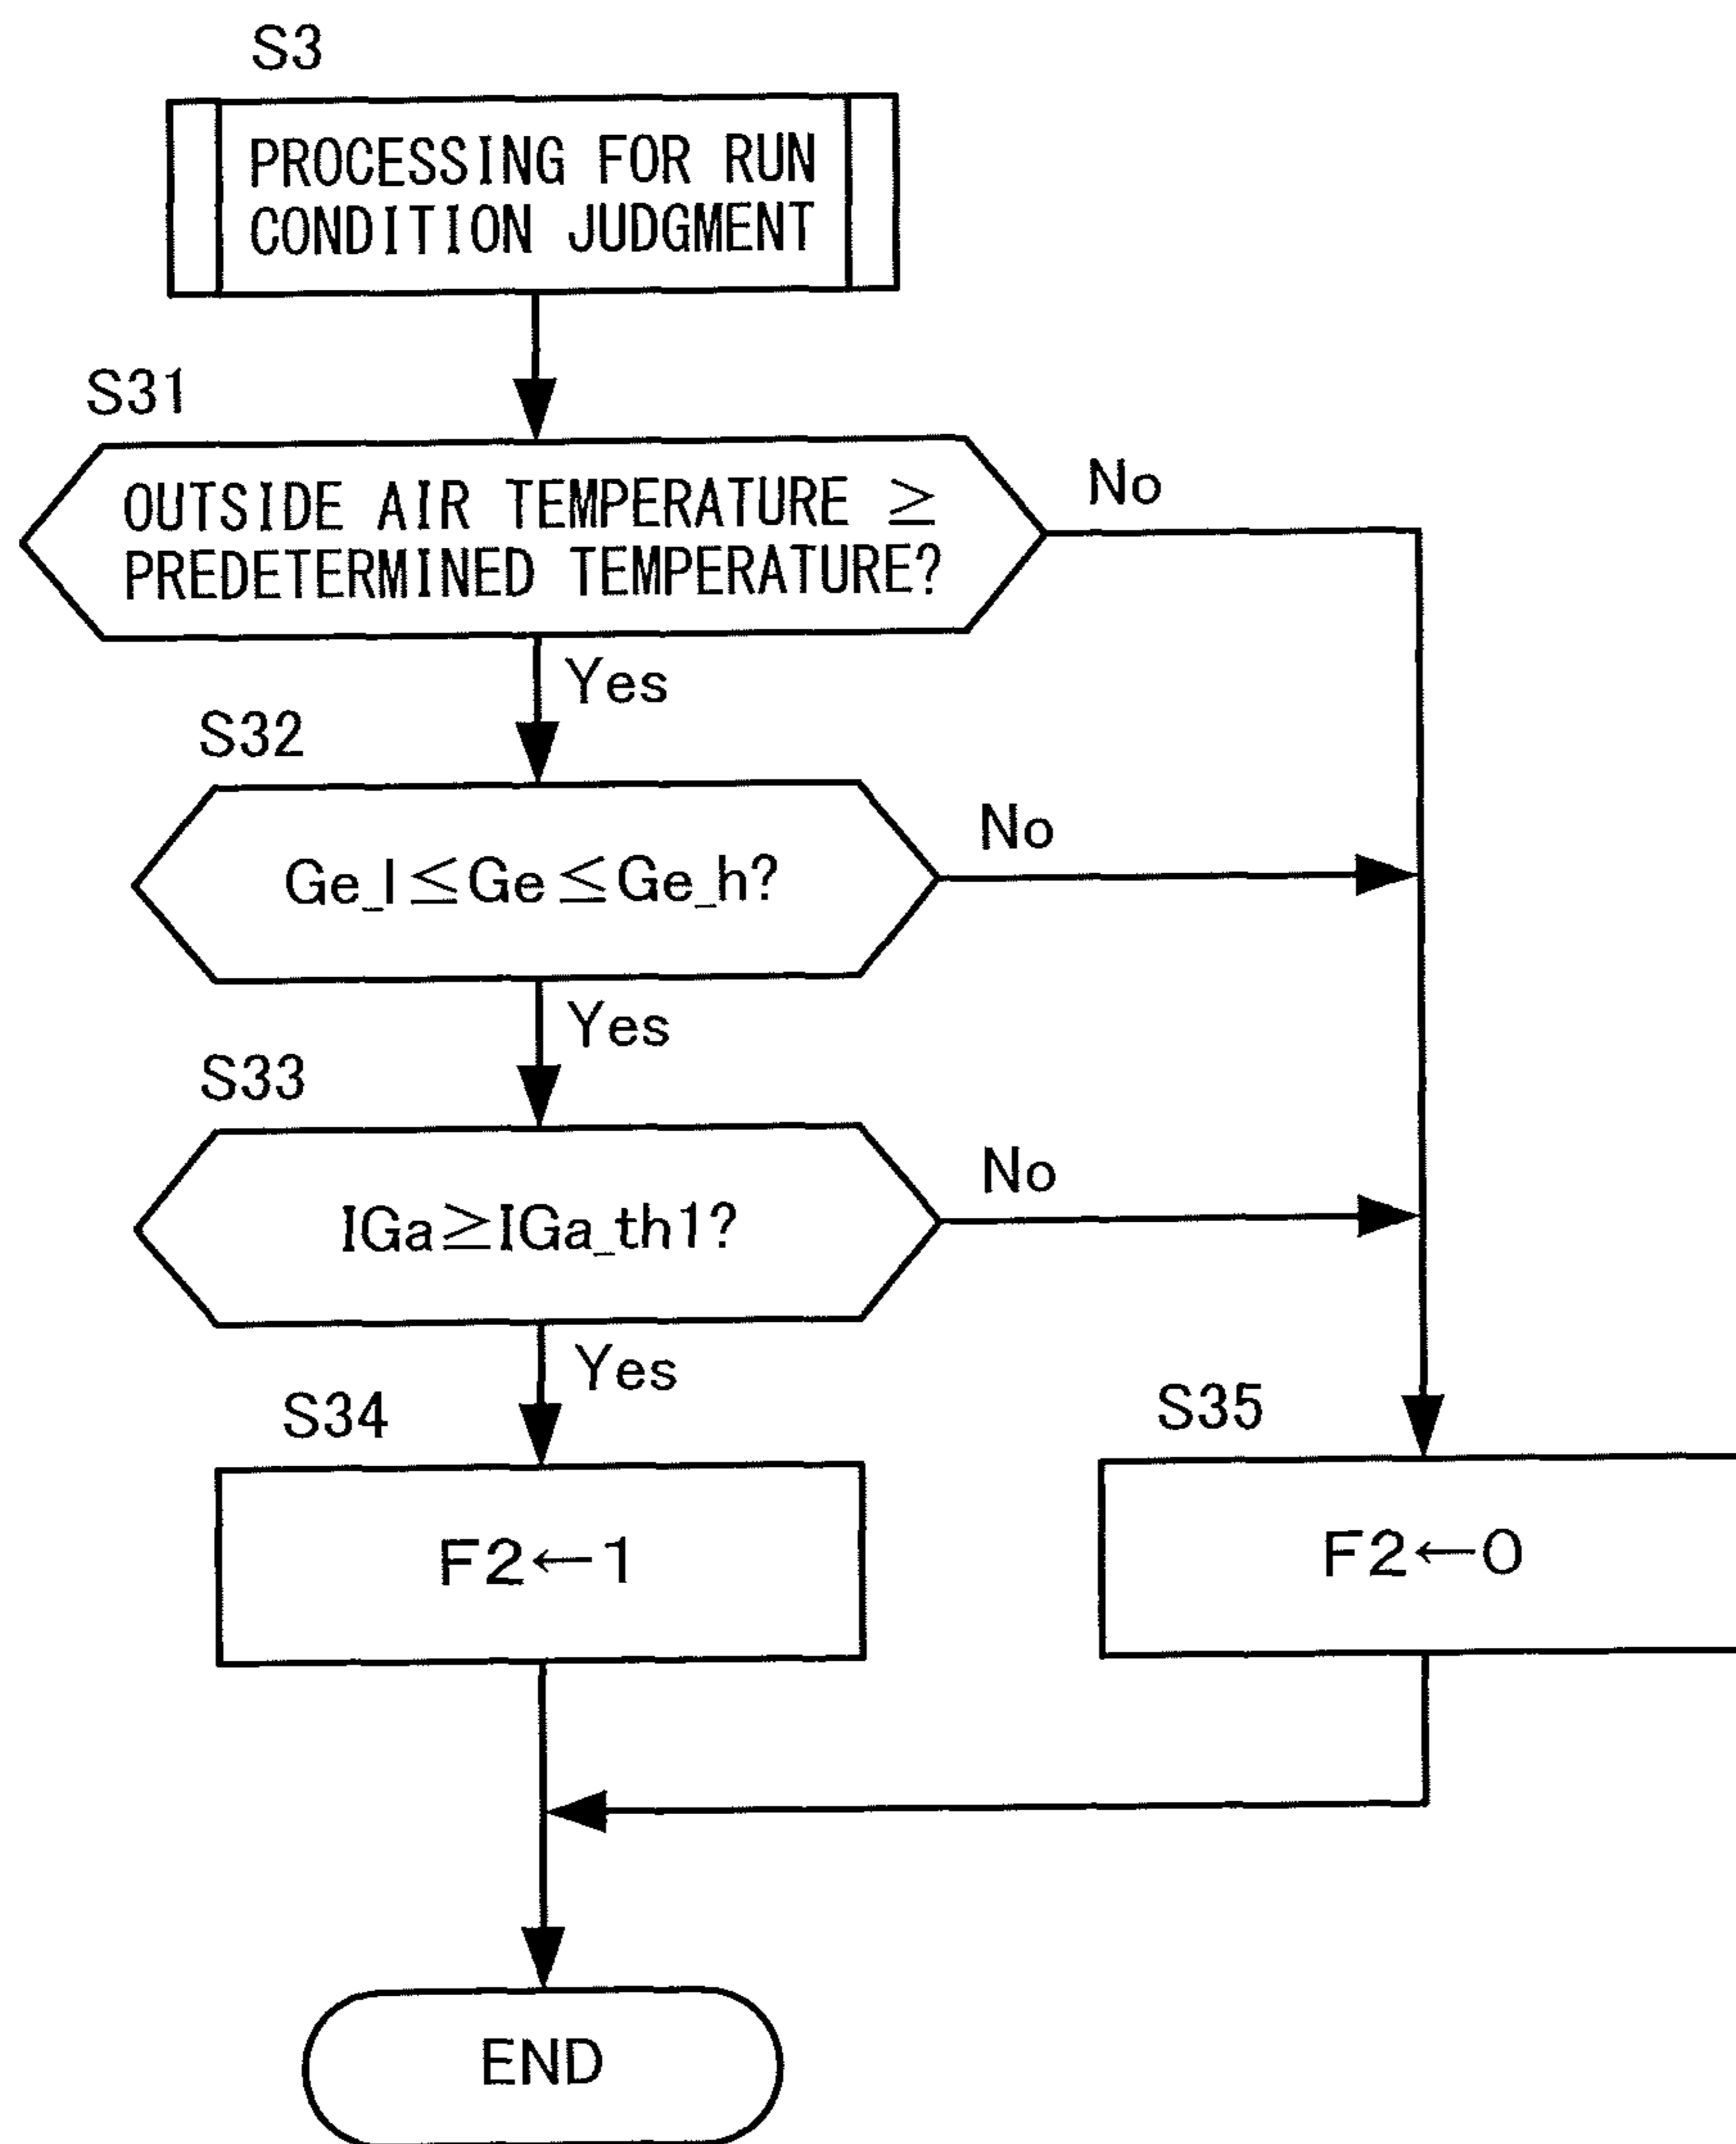 S3
PROCESSING FOR RUN
CONDITION JUDGMENT
S31
OUTSIDE AIR TEMPERATURE ≥
PREDETERMINED TEMPERATURE?
No
Yes
S32
Ge_l≤Ge≤Ge_h?
No
Yes
S33
IGa≥IGa_th1?
No
Yes
S34
F2←1
S35
F2←0
END